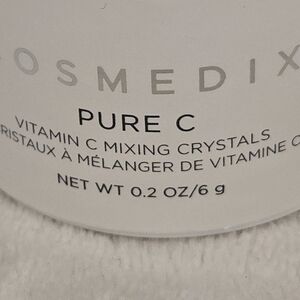 OSMEDIX
PURE C
VITAMIN C MIXING CRYSTALS
RISTAUX À MÉLANGER DE VITAMINE C
NET WT 0.2 OZ/6 g